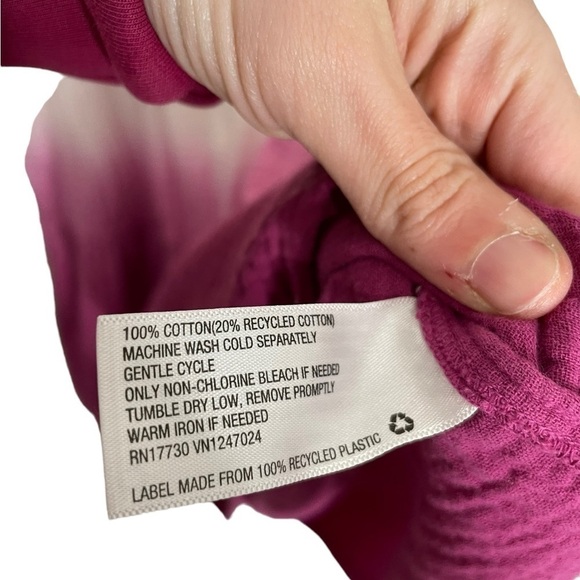 100% COTTON(20% RECYCLED COTTON)
MACHINE WASH COLD SEPARATELY
GENTLE CYCLE
ONLY NON-CHLORINE BLEACH IF NEEDED
TUMBLE DRY LOW, REMOVE PROMPTLY
WARM IRON IF NEEDED
RN17730 VN1247024
LABEL MADE FROM 100% RECYCLED PLASTIC